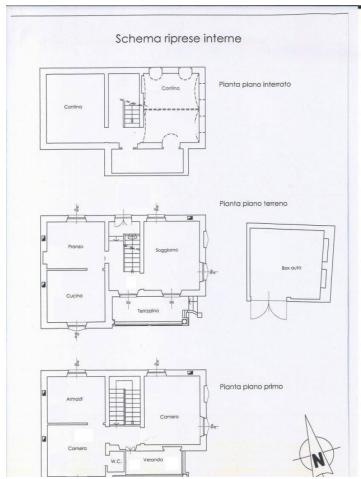 Schema riprese interne
Pianta piano interrato
Cantina
Cantina
Pianta piano terreno
Pranzo
Soggiorno
Box auto
Cucina
Terrazzino
Pianta piano primo
Armadi
Camera
Camera
W.C.
Veranda
N